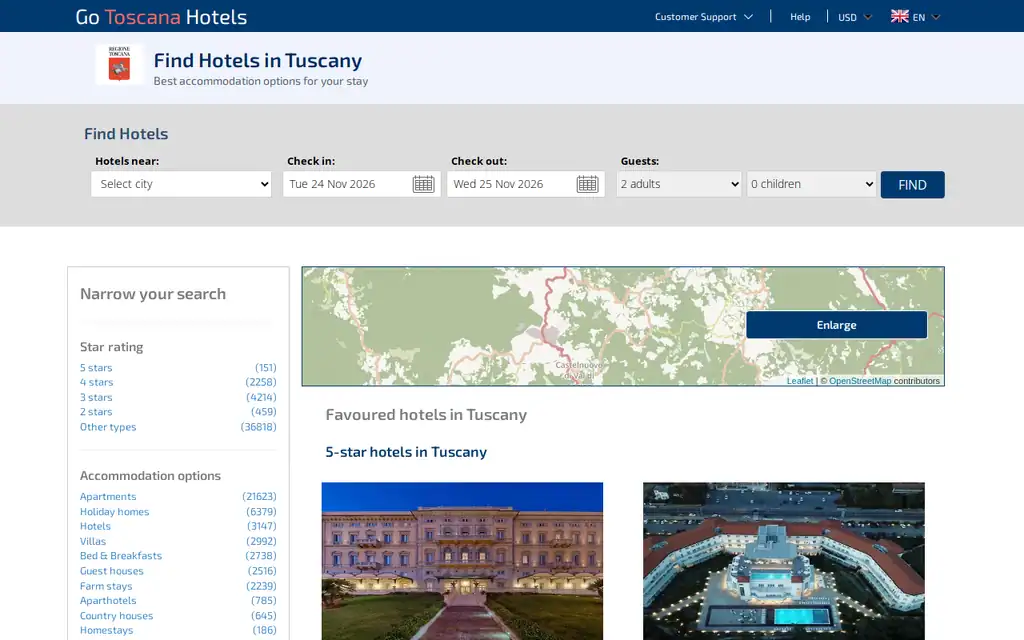 Go Toscana Hotels
Customer Support
Help
USD
EN
REGIONE
TOSCANA
Find Hotels in Tuscany
Best accommodation options for your stay
Find Hotels
Hotels near:
Check in:
Check out:
Guests:
Select city
Tue 24 Nov 2026
Wed 25 Nov 2026
2 adults
0 children
FIND
Narrow your search
Star rating
5 stars (151)
4 stars (2258)
3 stars (4214)
2 stars (459)
Other types (36818)
Accommodation options
Apartments (21623)
Holiday homes (6379)
Hotels (3147)
Villas (2992)
Bed & Breakfasts (2738)
Guest houses (2516)
Farm stays (2239)
Aparthotels (785)
Country houses (645)
Homestays (186)
Enlarge
Castelnuovo
di Val di
Leaflet | © OpenStreetMap contributors
Favoured hotels in Tuscany
5-star hotels in Tuscany